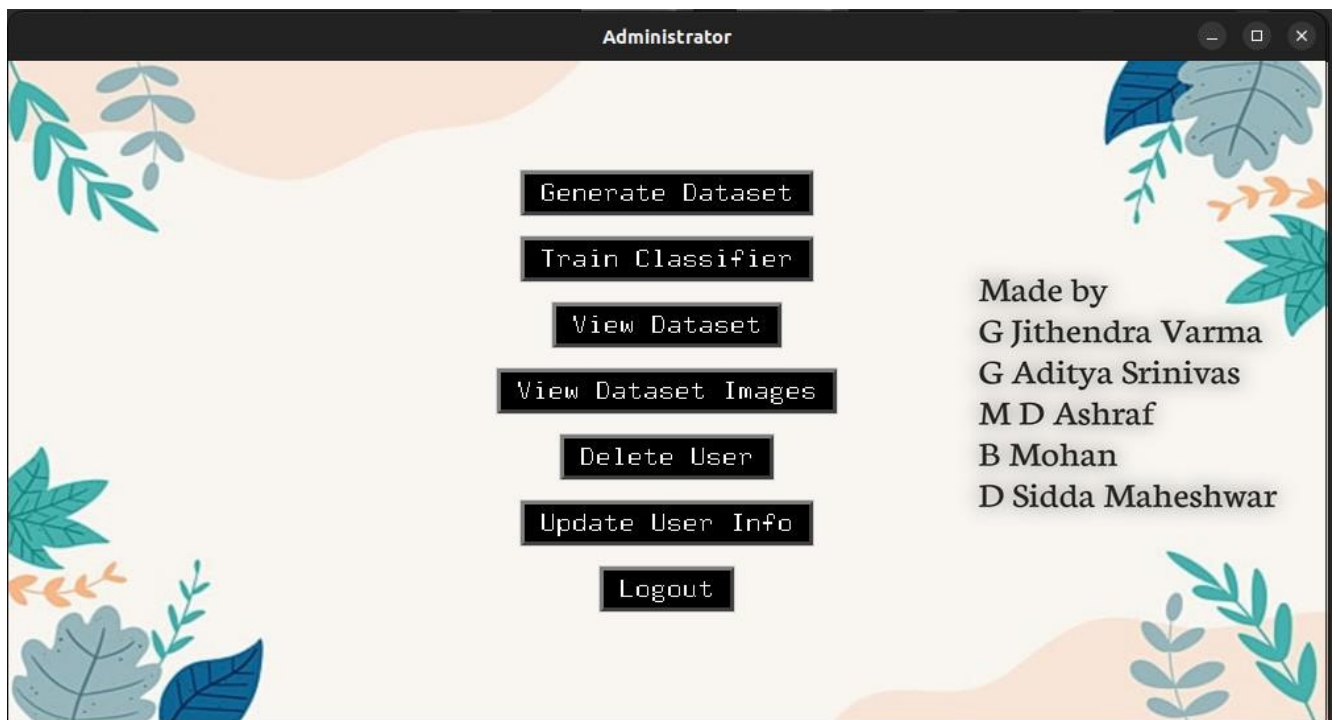 Administrator
Generate Dataset
Train Classifier
View Dataset
View Dataset Images
Delete User
Update User Info
Logout
Made by
G Jithendra Varma
G Aditya Srinivas
M D Ashraf
B Mohan
D Sidda Maheshwar